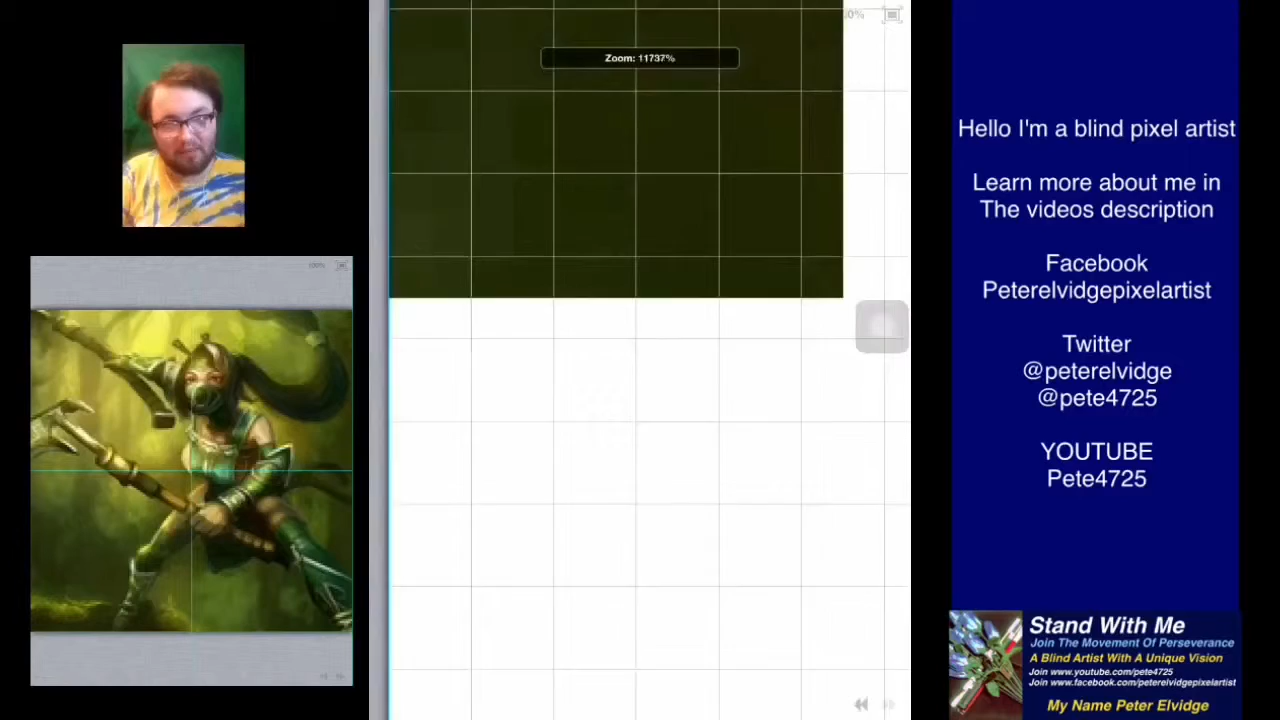 Zoom: 11737%
Hello I'm a blind pixel artist
Learn more about me in
The videos description
Facebook
Peterelvidgepixelartist
Twitter
@peterelvidge
@pete4725
YOUTUBE
Pete4725
Stand With Me
Join The Movement Of Perseverance
A Blind Artist With A Unique Vision
Join www.youtube.com/pete4725
Join www.facebook.com/peterelvidgepixelartist
My Name Peter Elvidge